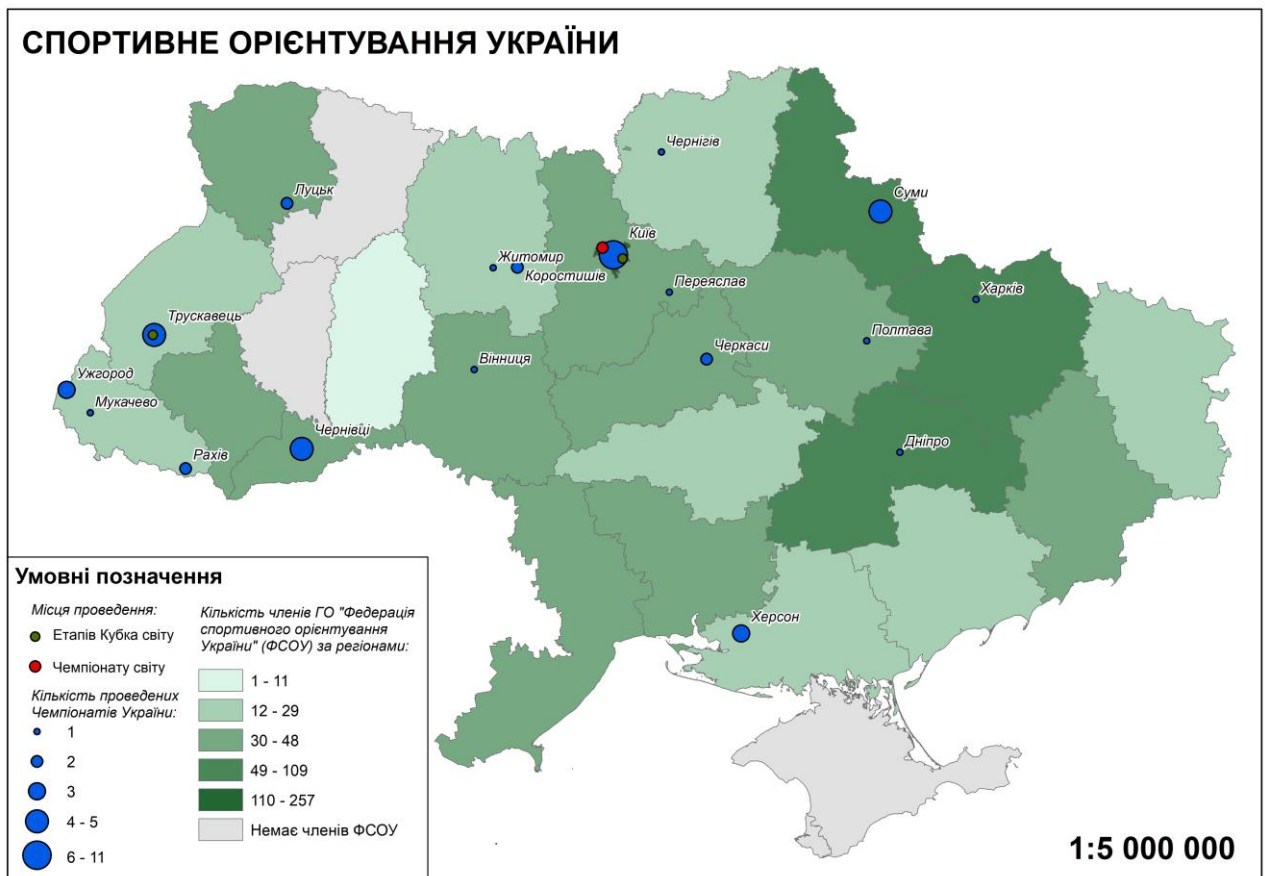 СПОРТИВНЕ ОРІЄНТУВАННЯ УКРАЇНИ
Чернігів
Луцьк
Суми
Київ
Житомир
Коростишів
Переяслав
Харків
Трускавець
Полтава
Вінниця
Черкаси
Ужгород
Мукачево
Чернівці
Дніпро
Рахів
Херсон
Умовні позначення
Місця проведення:
Етапів Кубка світу
Чемпіонату світу
Кількість проведених
Чемпіонатів України:
1
2
3
4 - 5
6 - 11
Кількість членів ГО "Федерація
спортивного орієнтування
України" (ФСОУ) за регіонами:
1 - 11
12 - 29
30 - 48
49 - 109
110 - 257
Немає членів ФСОУ
1:5 000 000